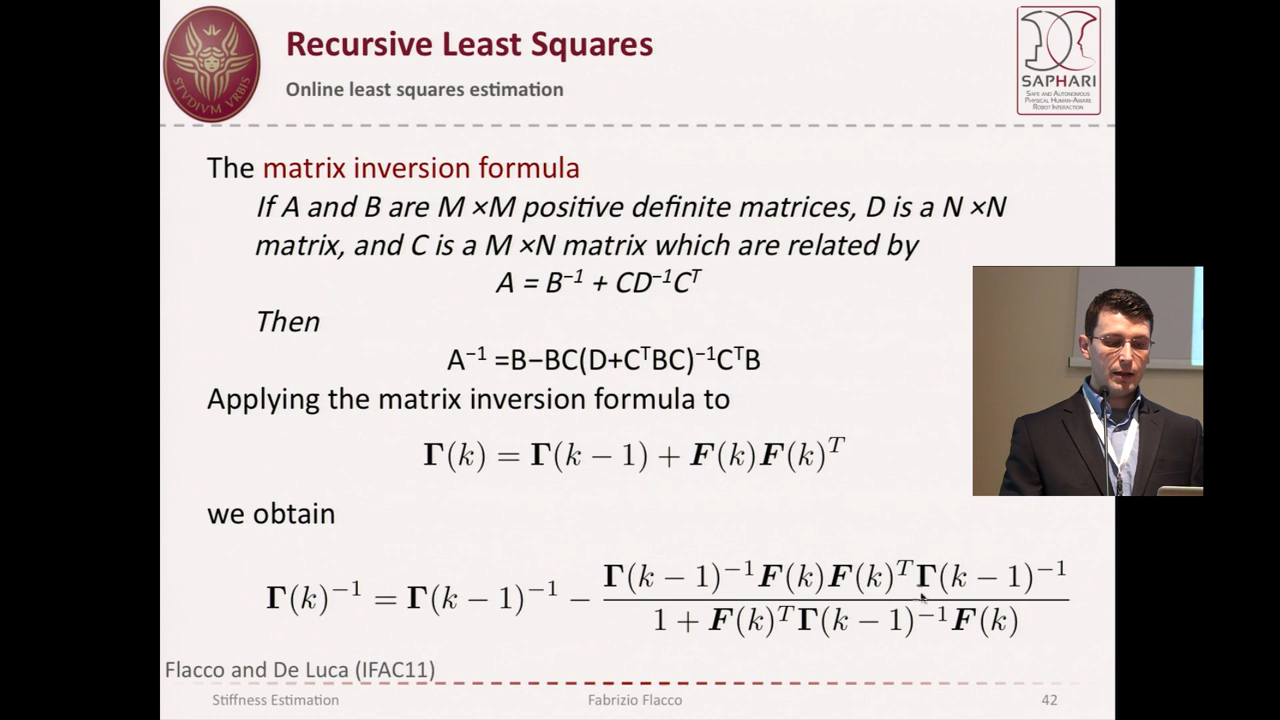 Recursive Least Squares
Online least squares estimation
STVDIVM VRBIS
SAPHARI
SAFE AND AUTONOMOUS
PHYSICAL HUMAN-AWARE
ROBOT INTERACTION
The matrix inversion formula
If A and B are M ×M positive definite matrices, D is a N ×N
matrix, and C is a M ×N matrix which are related by
A = B⁻¹ + CD⁻¹Cᵀ
Then
A⁻¹ =B−BC(D+CᵀBC)⁻¹CᵀB
Applying the matrix inversion formula to
Γ(k) = Γ(k − 1) + F(k)F(k)ᵀ
we obtain
Γ(k)⁻¹ = Γ(k − 1)⁻¹ − Γ(k − 1)⁻¹F(k)F(k)ᵀΓ(k − 1)⁻¹
1 + F(k)ᵀΓ(k − 1)⁻¹F(k)
Flacco and De Luca (IFAC11)
Stiffness Estimation
Fabrizio Flacco
42